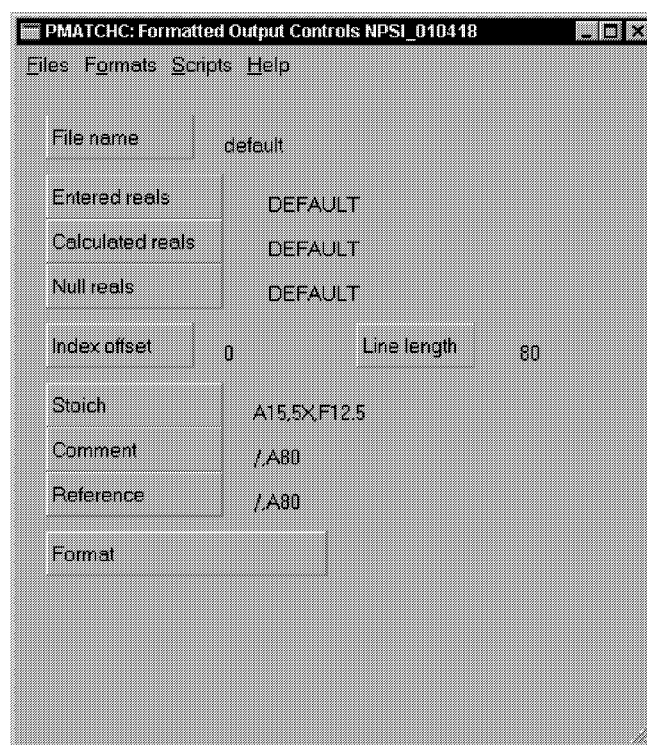 PMATCHC: Formatted Output Controls NPSI_010418
Files Formats Scripts Help
File name default
Entered reals DEFAULT
Calculated reals DEFAULT
Null reals DEFAULT
Index offset 0 Line length 80
Stoich A15,5X,F12.5
Comment /,A80
Reference /,A80
Format